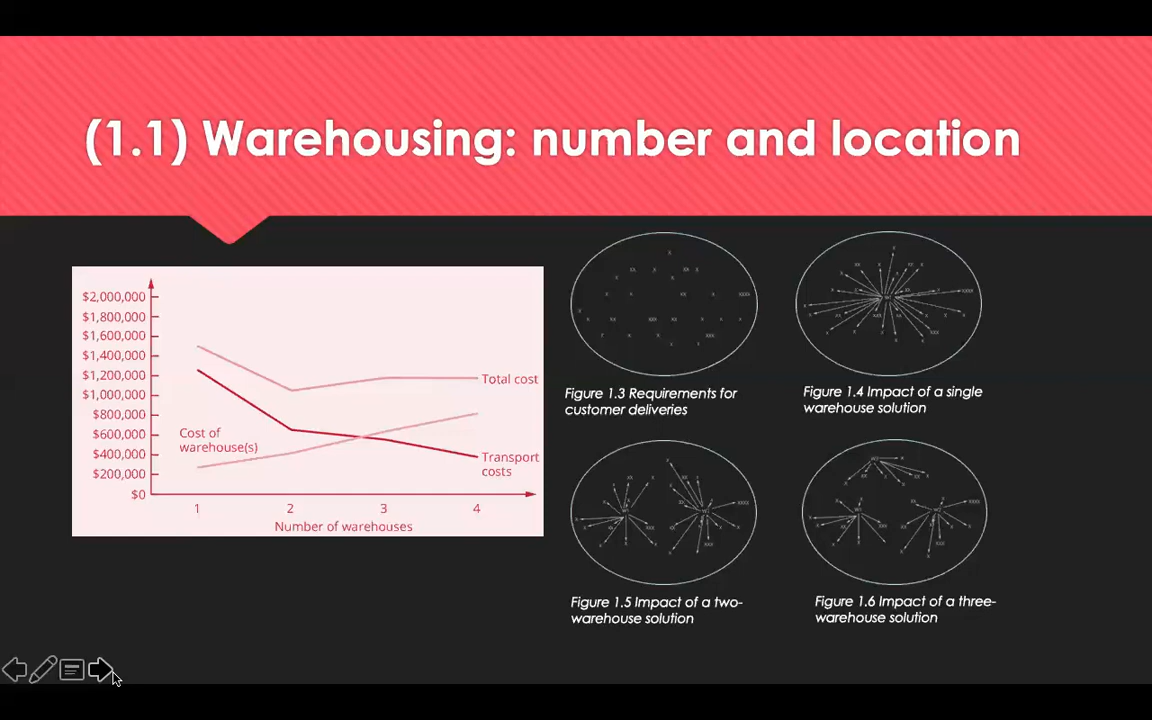 (1.1) Warehousing: number and location
$2,000,000
$1,800,000
$1,600,000
$1,400,000
$1,200,000
$1,000,000
$800,000
$600,000
$400,000
$200,000
$0
Total cost
Cost of
warehouse(s)
Transport
costs
1 2 3 4
Number of warehouses
Figure 1.3 Requirements for
customer deliveries
Figure 1.4 Impact of a single
warehouse solution
Figure 1.5 Impact of a two-
warehouse solution
Figure 1.6 Impact of a three-
warehouse solution